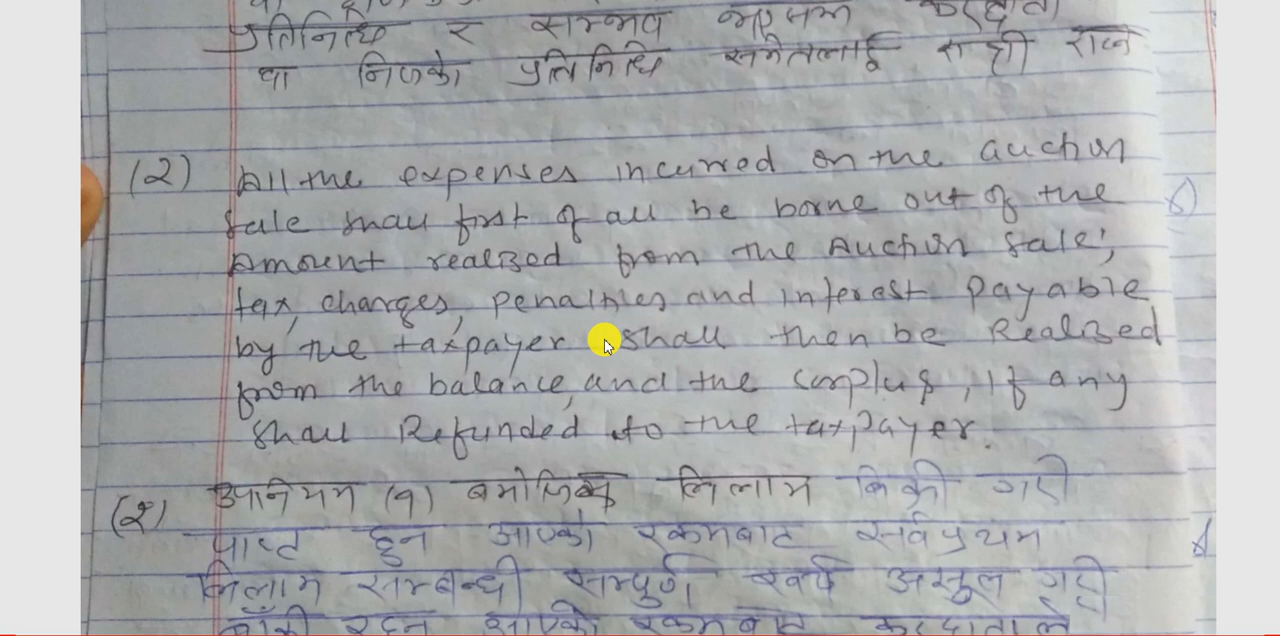 प्रतिनिधि र सम्भव भएसम्म करदाता
वा निजको प्रतिनिधि समेतलाई साक्षी राख्ने
(2) All the expenses incurred on the auction
sale shall first of all be borne out of the
Amount realized from the Auction sale;
tax, charges, penalties and interest payable
by the taxpayer shall then be Realized
from the balance, and the surplus, If any
shall Refunded to the taxpayer.
(२) उपनियम (१) बमोजिम लिलाम बिक्री गरी
प्राप्त हुन आएको रकमबाट सर्वप्रथम
लिलाम सम्बन्धी सम्पूर्ण खर्च असुल गरी
बाँकी रहन आएको रकमबाट करदाताले